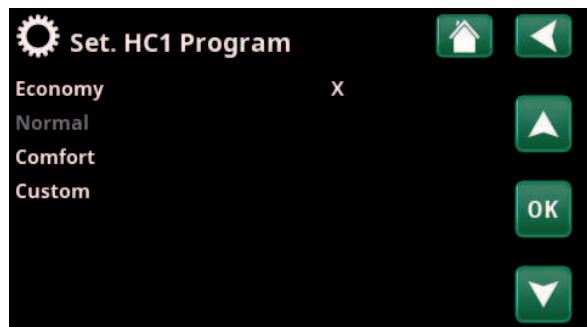 Set. HC1 Program
Economy X
Normal
Comfort
Custom
OK